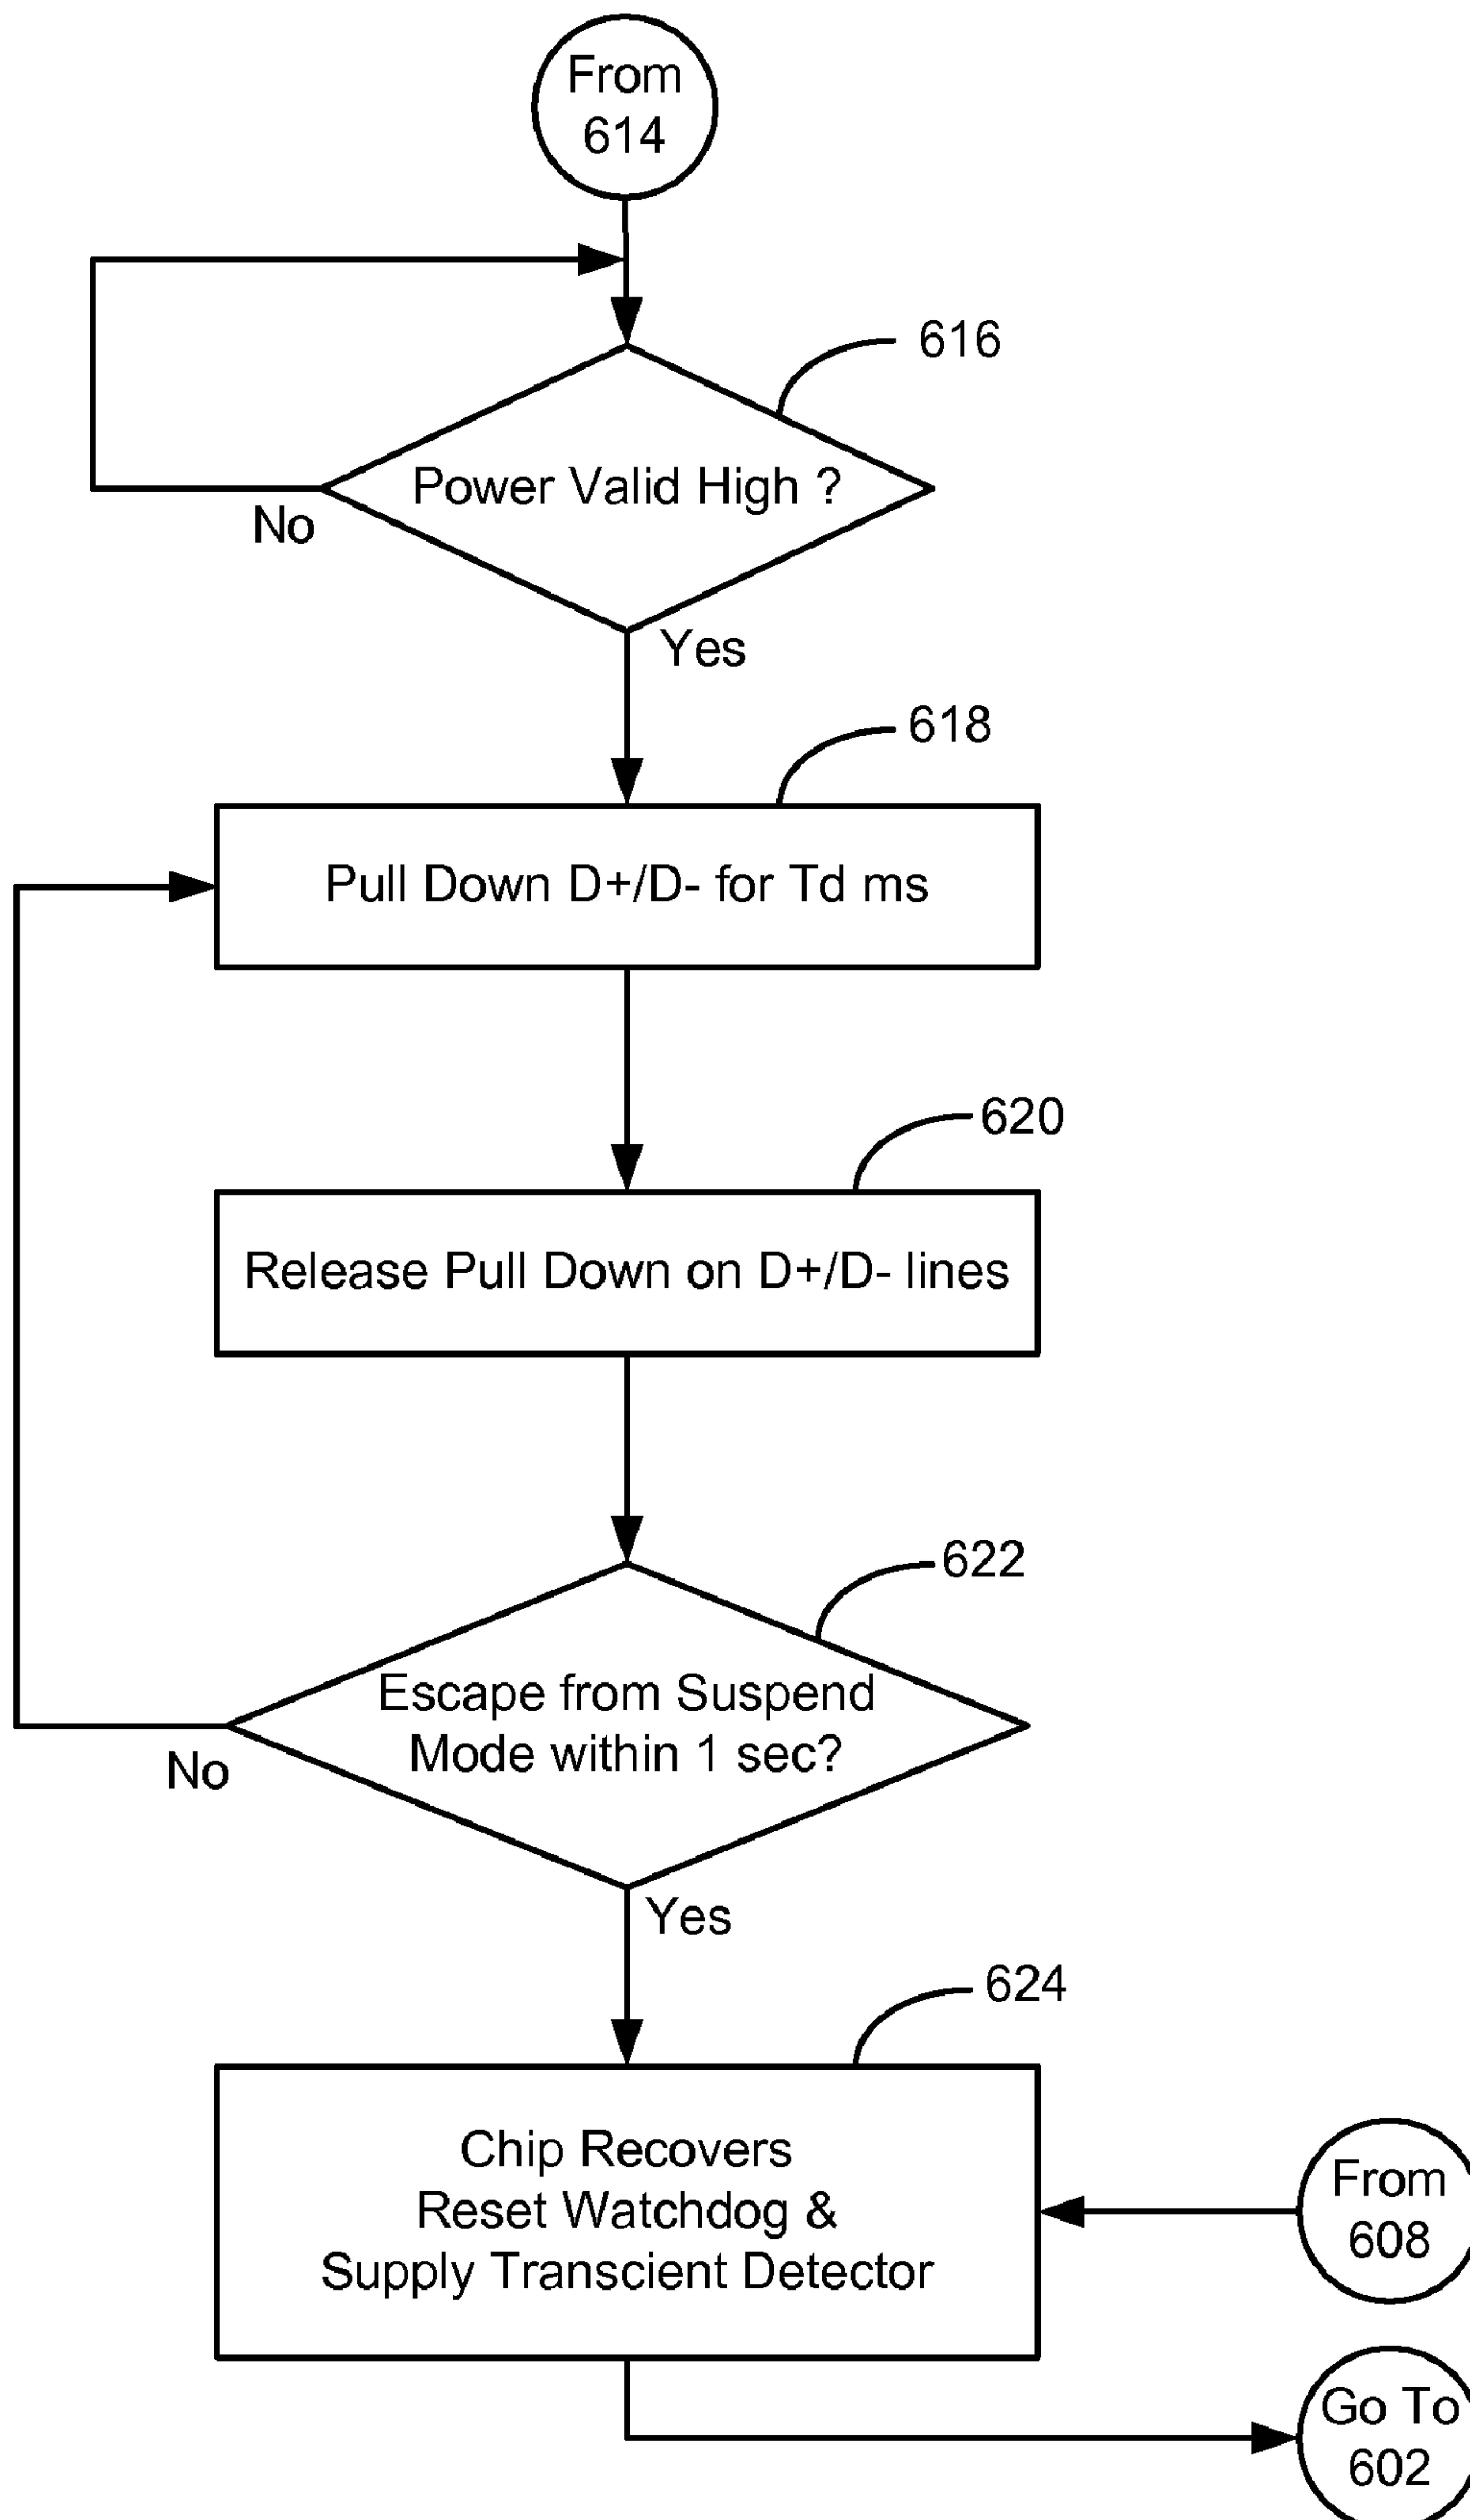 From
614
616
Power Valid High ?
No
Yes
618
Pull Down D+/D- for Td ms
620
Release Pull Down on D+/D- lines
622
Escape from Suspend
Mode within 1 sec?
No
Yes
624
Chip Recovers
Reset Watchdog &
Supply Transcient Detector
From
608
Go To
602